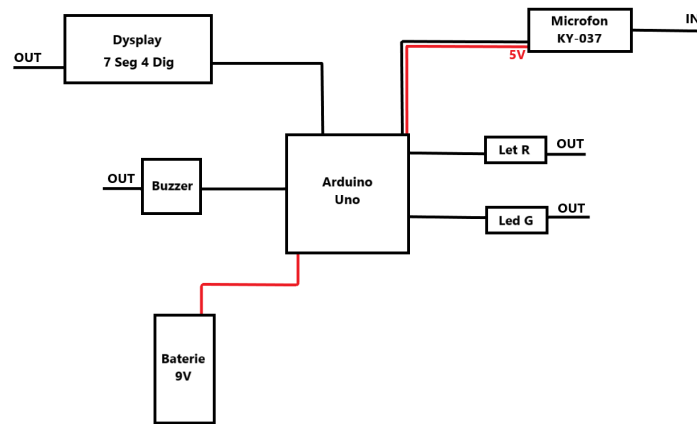 Microfon
KY-037
IN
Dysplay
7 Seg 4 Dig
OUT
5V
Let R
OUT
Arduino
Uno
Buzzer
OUT
Led G
OUT
Baterie
9V